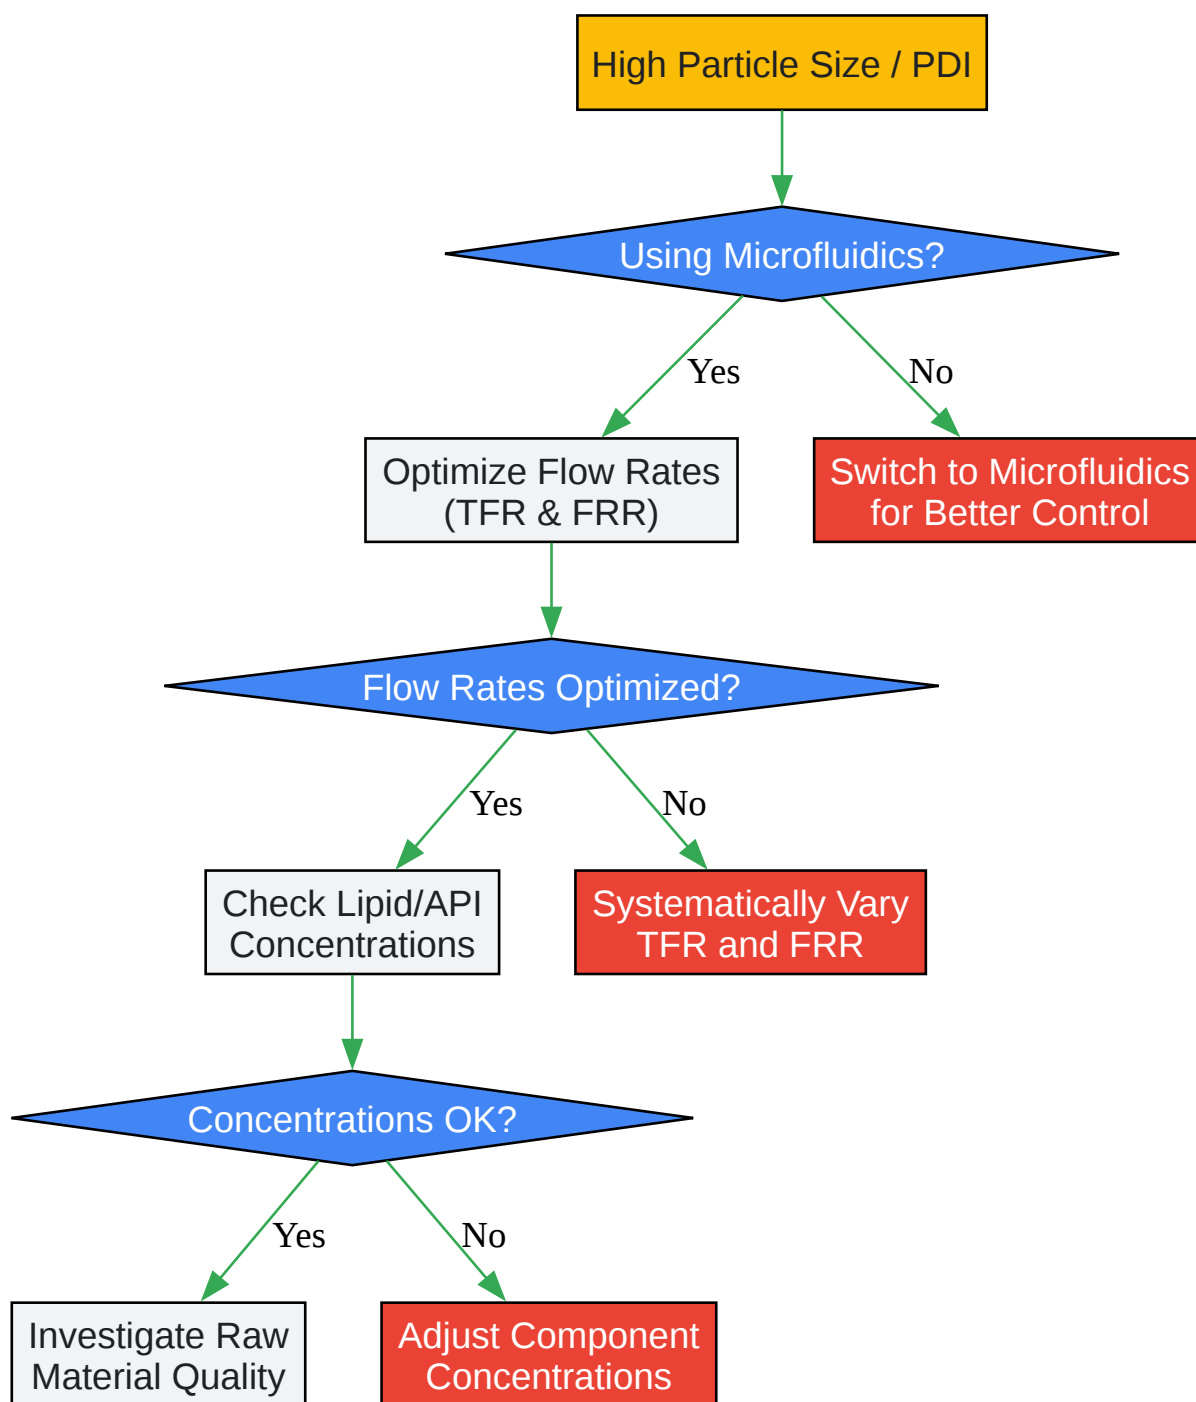 High Particle Size / PDI
Using Microfluidics?
Yes
No
Optimize Flow Rates
(TFR & FRR)
Switch to Microfluidics
for Better Control
Flow Rates Optimized?
Yes
No
Check Lipid/API
Concentrations
Systematically Vary
TFR and FRR
Concentrations OK?
Yes
No
Investigate Raw
Material Quality
Adjust Component
Concentrations